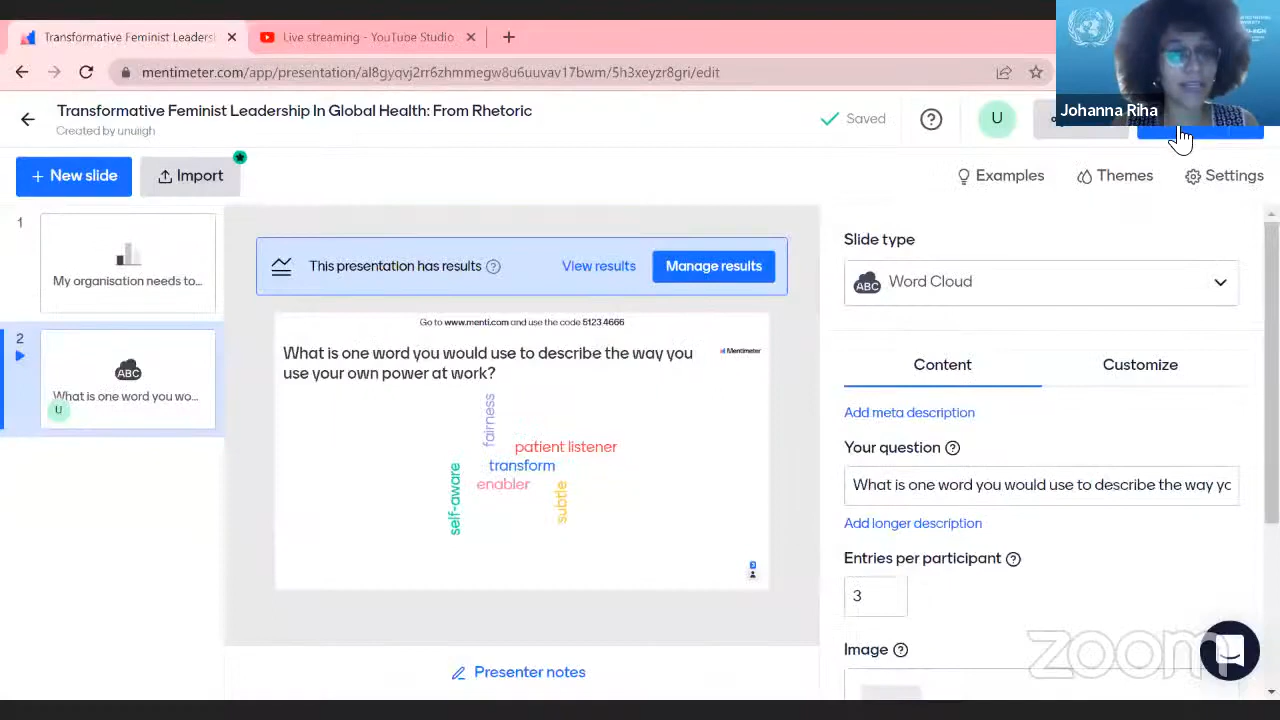 Transformative Feminist Leaders
Live streaming - YouTube Studio
mentimeter.com/app/presentation/al8gyqvj2rr6zhmmegw8u6uuvav17bwm/5h3xeyzr8gri/edit
Johanna Riha
Transformative Feminist Leadership In Global Health: From Rhetoric
Created by unuiigh
Saved
U
New slide
Import
Examples
Themes
Settings
1
My organisation needs to...
2
ABC
What is one word you wo...
U
This presentation has results
View results
Manage results
Go to www.menti.com and use the code 5123 4666
What is one word you would use to describe the way you
use your own power at work?
Mentimeter
fairness
patient listener
transform
enabler
self-aware
subtle
Presenter notes
Slide type
ABC
Word Cloud
Content
Customize
Add meta description
Your question
What is one word you would use to describe the way yo
Add longer description
Entries per participant
3
Image
zoom